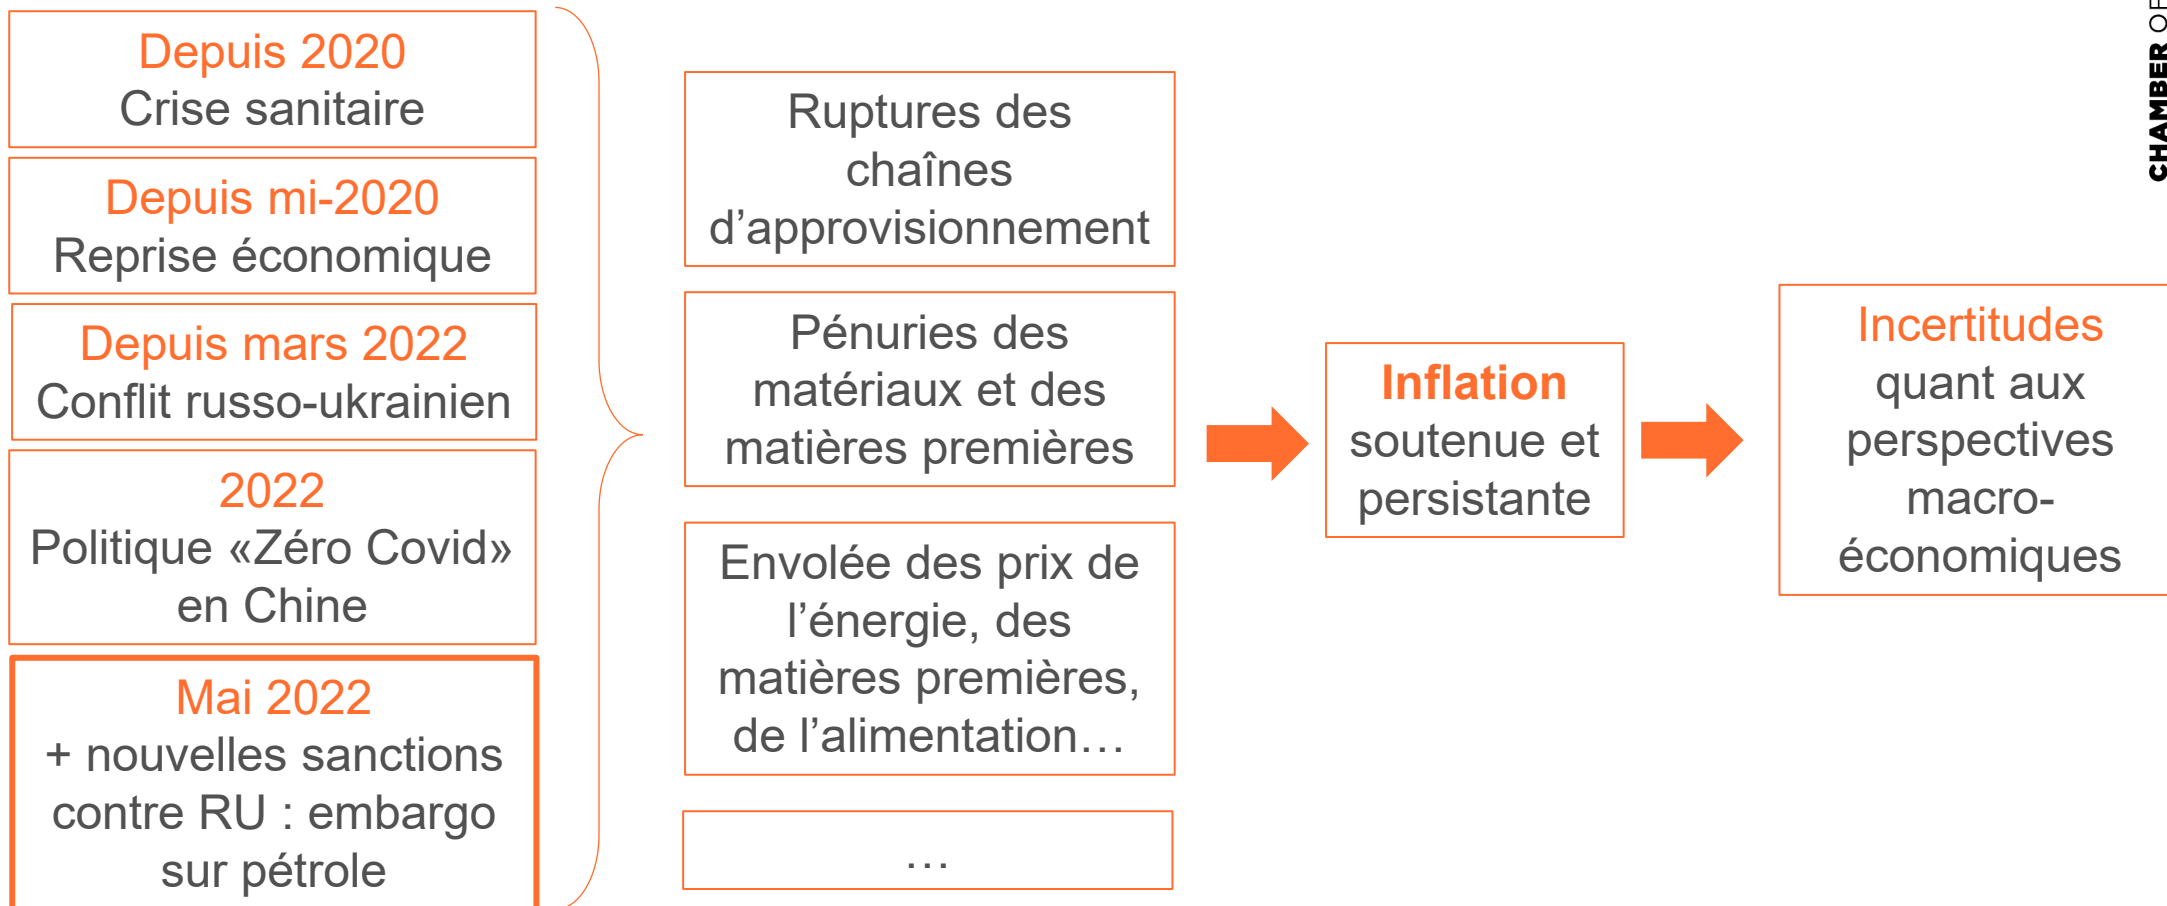 Depuis 2020
Crise sanitaire
Depuis mi-2020
Reprise économique
Depuis mars 2022
Conflit russo-ukrainien
2022
Politique «Zéro Covid»
en Chine
Mai 2022
+ nouvelles sanctions
contre RU : embargo
sur pétrole
Ruptures des
chaînes
d’approvisionnement
Pénuries des
matériaux et des
matières premières
Envolée des prix de
l’énergie, des
matières premières,
de l’alimentation…
…
Inflation
soutenue et
persistante
Incertitudes
quant aux
perspectives
macro-
économiques
CHAMBER OF